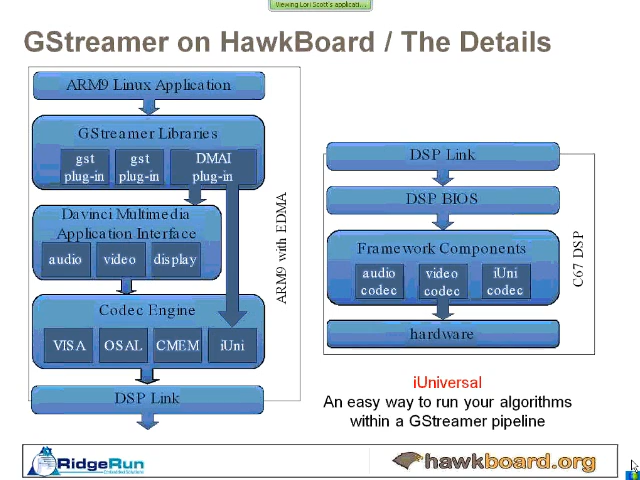 Viewing Lori Scott's applicati...
GStreamer on HawkBoard / The Details
ARM9 Linux Application
GStreamer Libraries
gst
plug-in
gst
plug-in
DMAI
plug-in
Davinci Multimedia
Application Interface
audio
video
display
Codec Engine
VISA
OSAL
CMEM
iUni
DSP Link
ARM9 with EDMA
DSP Link
DSP BIOS
Framework Components
audio
codec
video
codec
iUni
codec
hardware
C67 DSP
iUniversal
An easy way to run your algorithms
within a GStreamer pipeline
RidgeRun
hawkboard.org